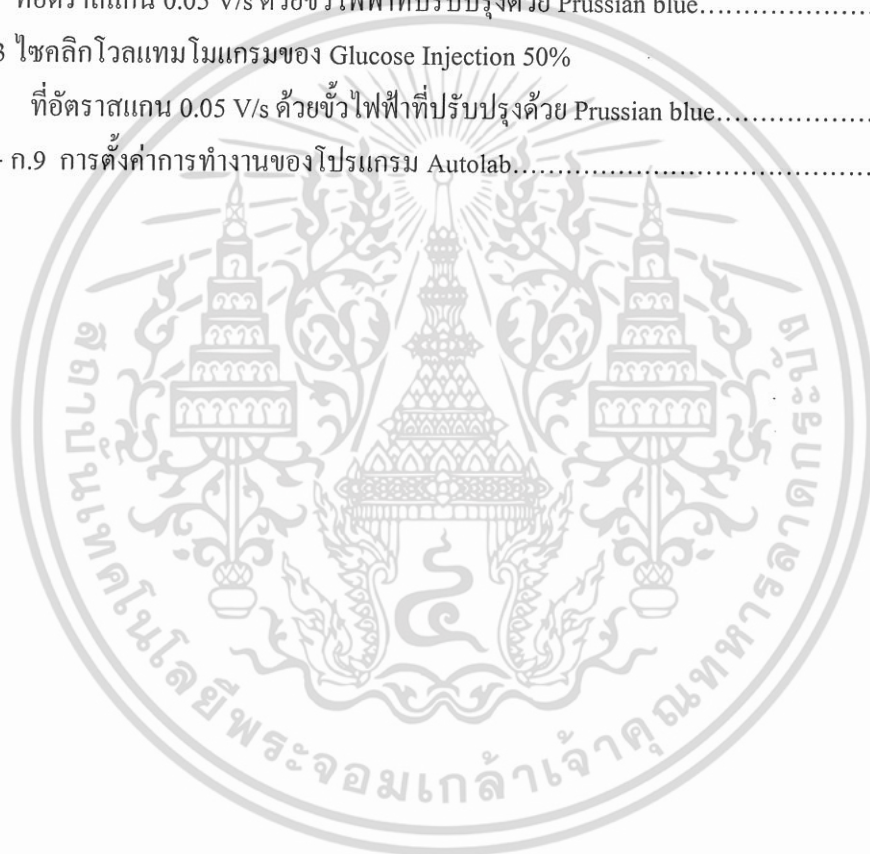 ที่อัตราสแกน 0.05 V/s ด้วยขั้วไฟฟ้าที่ปรับปรุงด้วย Prussian blue.......................
3 ไซคลิกโวลแทมโมแกรมของ Glucose Injection 50%
ที่อัตราสแกน 0.05 V/s ด้วยขั้วไฟฟ้าที่ปรับปรุงด้วย Prussian blue.....................
- ก.9 การตั้งค่าการทำงานของโปรแกรม Autolab.............................................
สถาบันเทคโนโลยีพระจอมเกล้าเจ้าคุณทหารลาดกระบัง